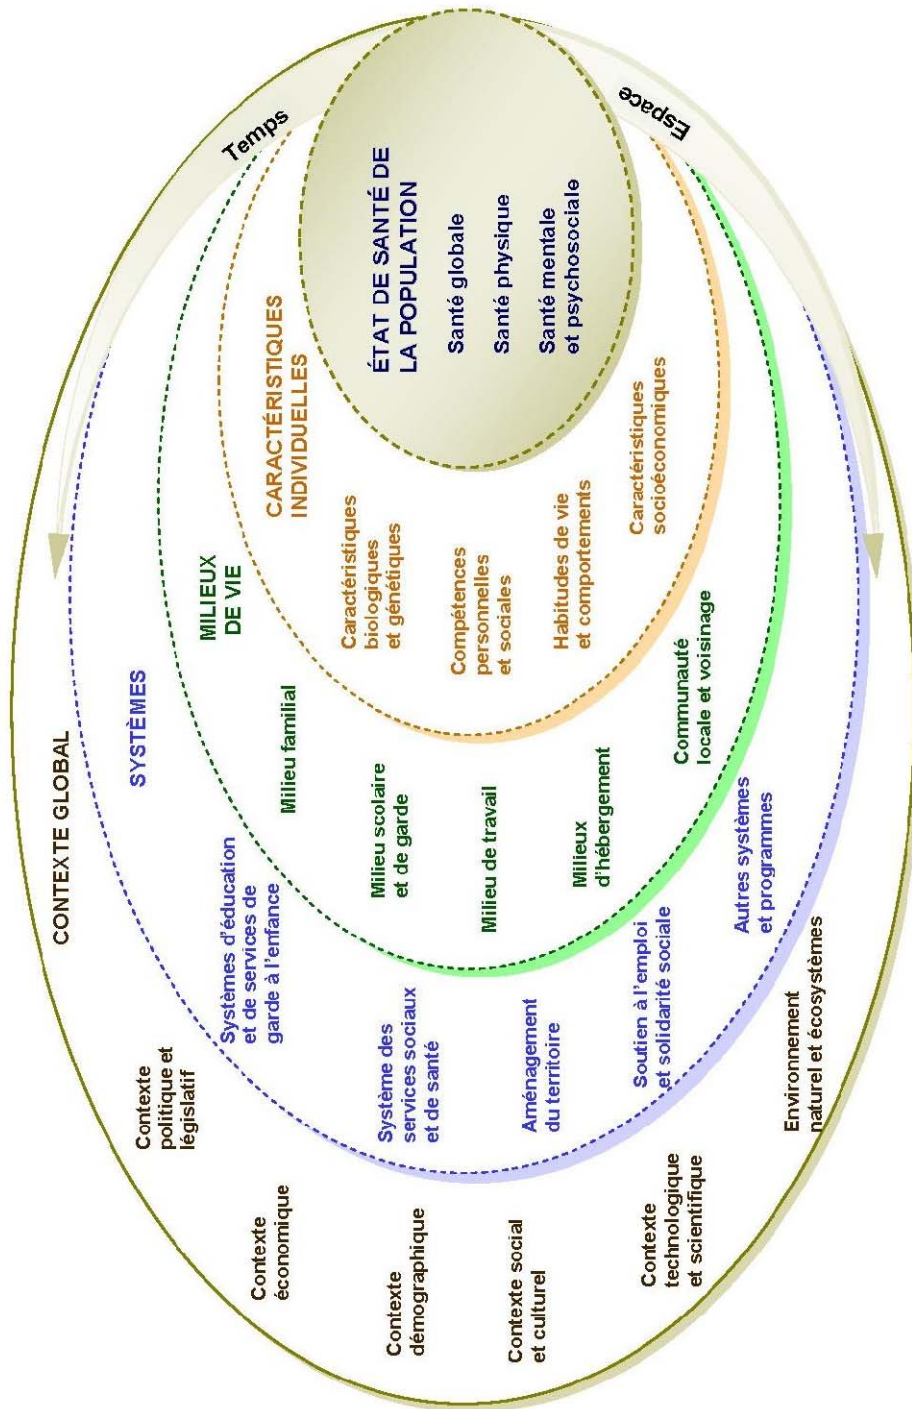 CONTEXTE GLOBAL
Contexte
politique et
législatif
Contexte
économique
Contexte
démographique
Contexte social
et culturel
Contexte
technologique
et scientifique
Environnement
naturel et écosystèmes
SYSTÈMES
Systèmes d'éducation
et de services de
garde à l'enfance
Système des
services sociaux
et de santé
Aménagement
du territoire
Soutien à l'emploi
et solidarité sociale
Autres systèmes
et programmes
MILIEUX
DE VIE
Milieu familial
Milieu scolaire
et de garde
Milieu de travail
Milieux
d'hébergement
Communauté
locale et voisinage
CARACTÉRISTIQUES
INDIVIDUELLES
Caractéristiques
biologiques
et génétiques
Compétences
personnelles
et sociales
Habitudes de vie
et comportements
Caractéristiques
socioéconomiques
ÉTAT DE SANTÉ DE
LA POPULATION
Santé globale
Santé physique
Santé mentale
et psychosociale
Temps
Espace